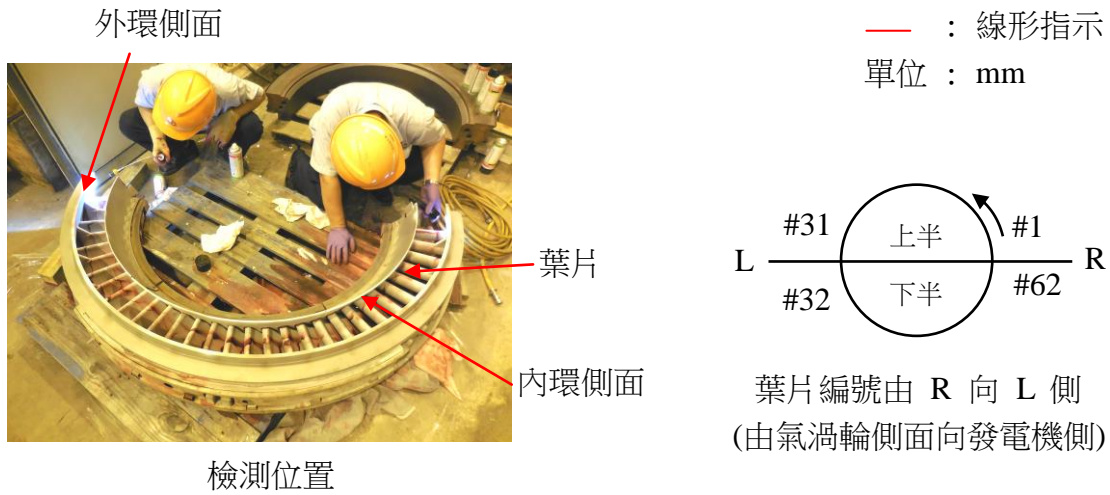 外環側面
— : 線形指示
單位 : mm
葉片
內環側面
檢測位置
#31
上半
#1
L
R
#32
下半
#62
葉片編號由 R 向 L 側
(由氣渦輪側面向發電機側)